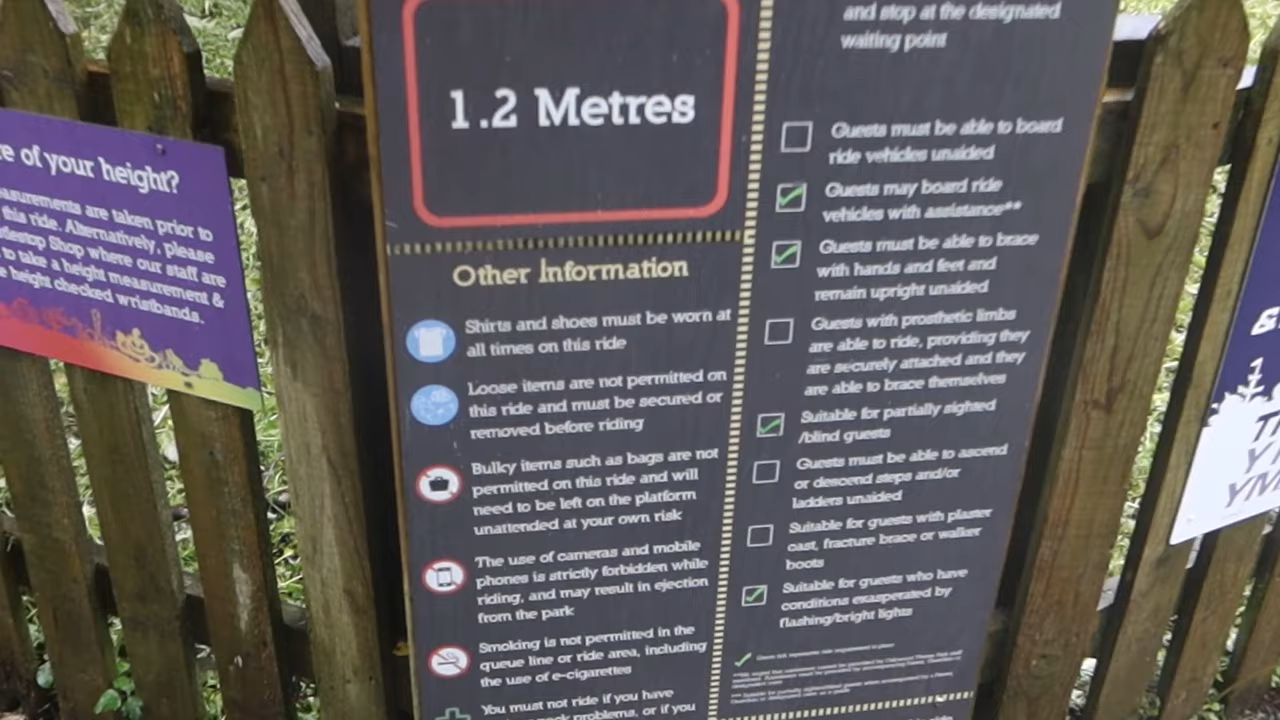 e of your height?
asurements are taken prior to
this ride. Alternatively, please
estop Shop where our staff are
to take a height measurement &
e height checked wristbands.
1.2 Metres
Other Information
Shirts and shoes must be worn at
all times on this ride
Loose items are not permitted on
this ride and must be secured or
removed before riding
Bulky items such as bags are not
permitted on this ride and will
need to be left on the platform
unattended at your own risk
The use of cameras and mobile
phones is strictly forbidden while
riding, and may result in ejection
from the park
Smoking is not permitted in the
queue line or ride area, including
the use of e-cigarettes
You must not ride if you have
problems, or if you
and stop at the designated
waiting point
Guests must be able to board
ride vehicles unaided
Guests may board ride
vehicles with assistance**
Guests must be able to brace
with hands and feet and
remain upright unaided
Guests with prosthetic limbs
are able to ride, providing they
are securely attached and they
are able to brace themselves
Suitable for partially sighted
/blind guests
Guests must be able to ascend
or descend steps and/or
ladders unaided
Suitable for guests with plaster
cast, fracture brace or walker
boots
Suitable for guests who have
conditions exasperated by
flashing/bright lights